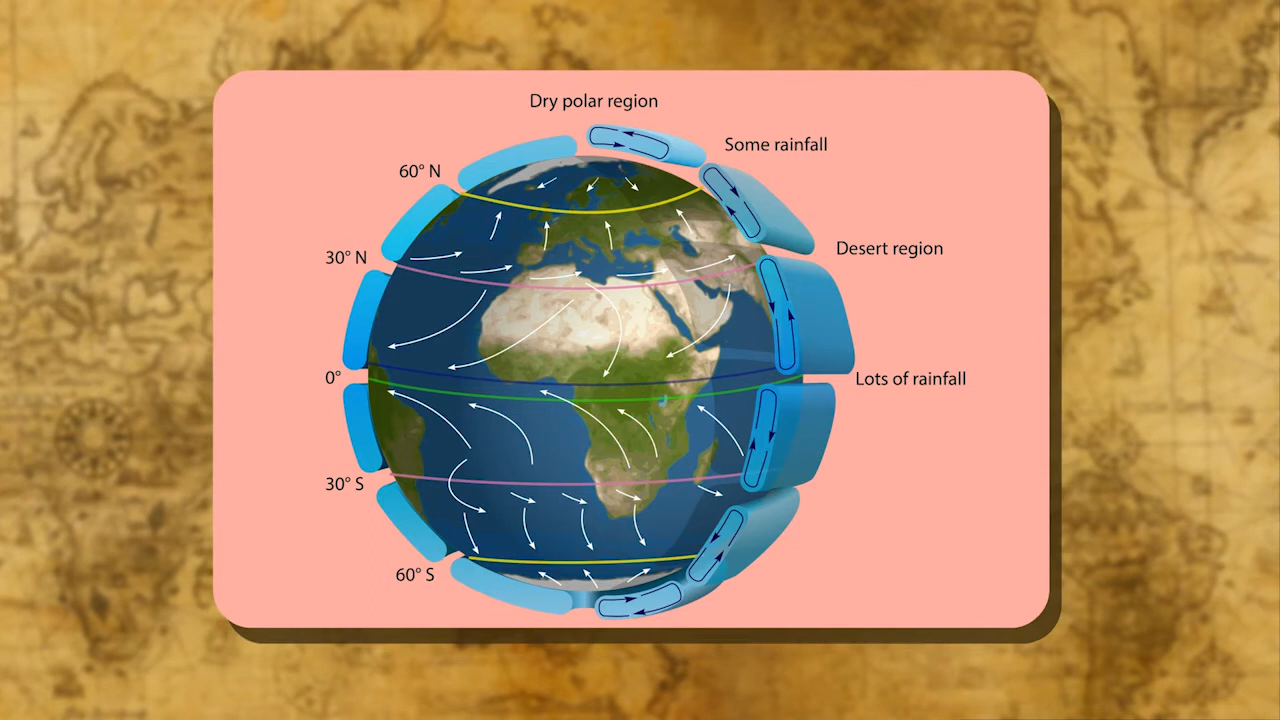 Dry polar region
Some rainfall
60° N
Desert region
30° N
0°
Lots of rainfall
30° S
60° S